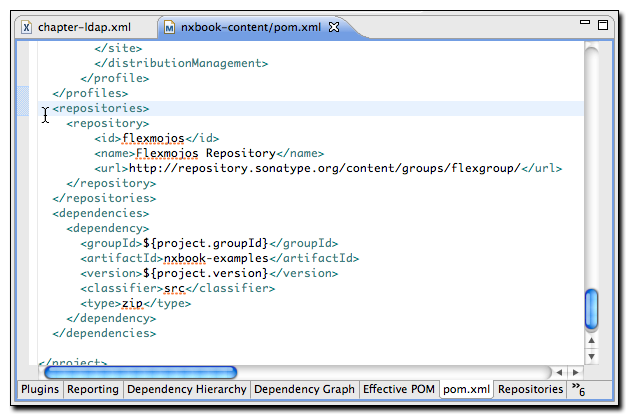 chapter-ldap.xml nxbook-content/pom.xml
</site>
</distributionManagement>
</profile>
</profiles>
<repositories>
<repository>
<id>flexmojos</id>
<name>Flexmojos Repository</name>
<url>http://repository.sonatype.org/content/groups/flexgroup/</url>
</repository>
</repositories>
<dependencies>
<dependency>
<groupId>${project.groupId}</groupId>
<artifactId>nxbook-examples</artifactId>
<version>${project.version}</version>
<classifier>src</classifier>
<type>zip</type>
</dependency>
</dependencies>
</project>
Plugins Reporting Dependency Hierarchy Dependency Graph Effective POM pom.xml Repositories »6